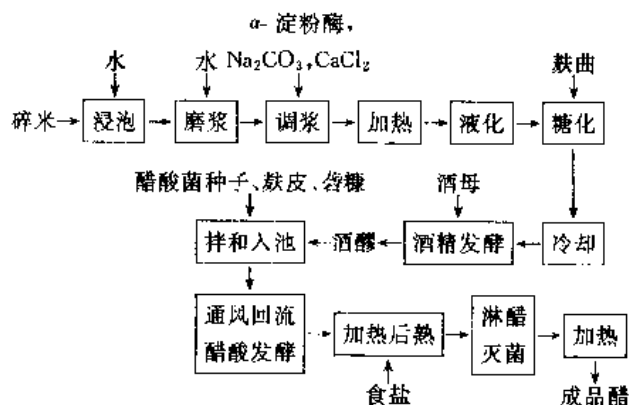 α- 淀粉酶,
水 水 Na₂CO₃,CaCl₂ 麸曲
碎米 浸泡 磨浆 调浆 加热 液化 糖化
醋酸菌种子、麸皮、砻糠 酒母
拌和入池 酒醪 酒精发酵 冷却
通风回流
醋酸发酵
加热后熟
淋醋
灭菌
加热
食盐 成品醋